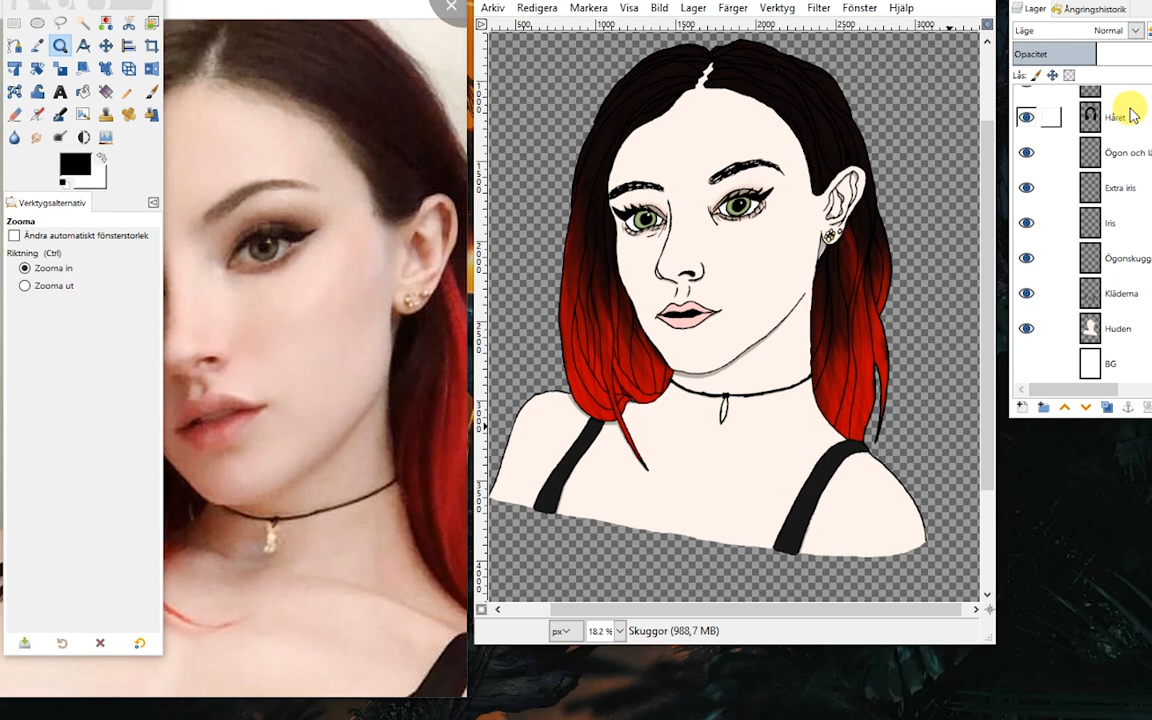 Arkiv Redigera Markera Visa Bild Lager Färger Verktyg Filter Fönster Hjälp
500 1000 1500 2000 2500 3000
Verktygsalternativ
Zooma
Ändra automatiskt fönsterstorlek
Riktning (Ctrl)
Zooma in
Zooma ut
px 18,2 % Skuggor (988,7 MB)
Lager Ångringshistorik
Läge Normal
Opacitet
Lås:
Håret
Ögon och lä
Extra iris
Iris
Ögonskugg
Kläderna
Huden
BG